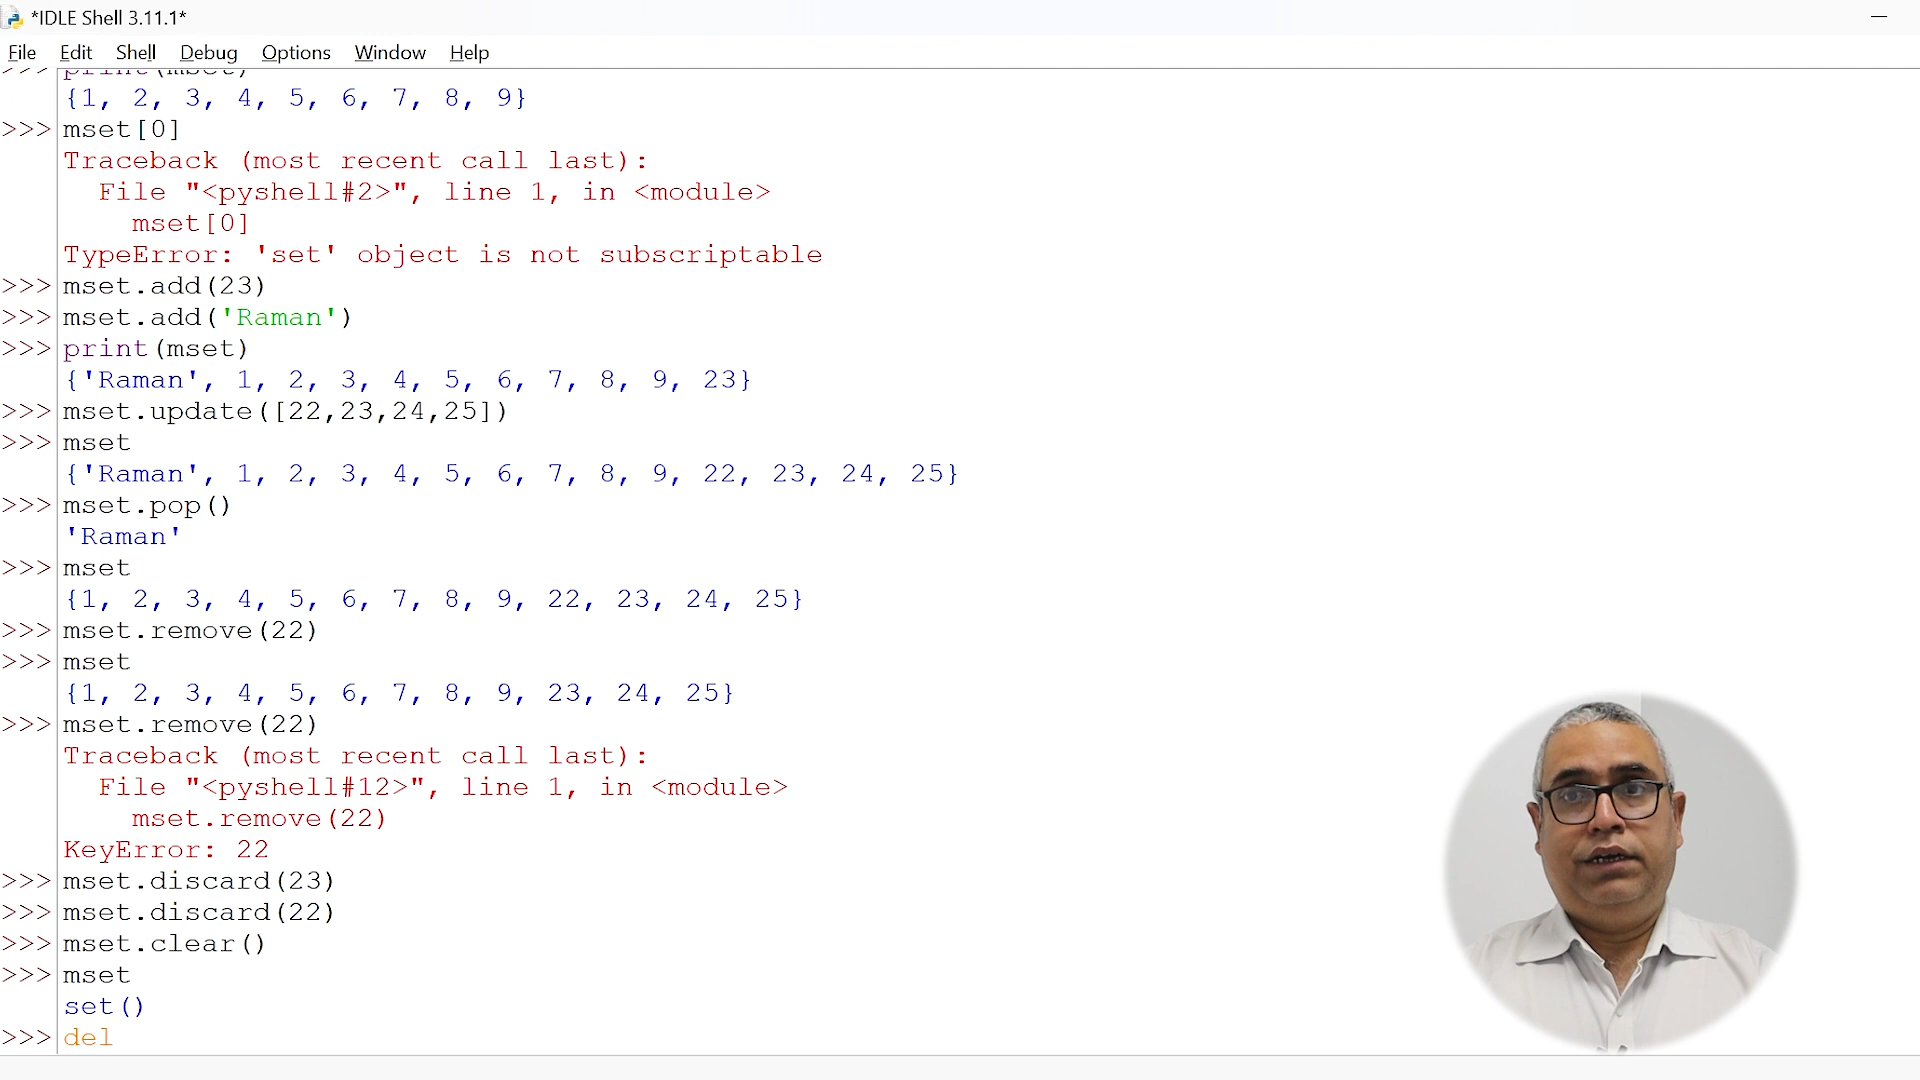 *IDLE Shell 3.11.1*
File Edit Shell Debug Options Window Help
>>> print(mset)
{1, 2, 3, 4, 5, 6, 7, 8, 9}
>>> mset[0]
Traceback (most recent call last):
  File "<pyshell#2>", line 1, in <module>
    mset[0]
TypeError: 'set' object is not subscriptable
>>> mset.add(23)
>>> mset.add('Raman')
>>> print(mset)
{'Raman', 1, 2, 3, 4, 5, 6, 7, 8, 9, 23}
>>> mset.update([22,23,24,25])
>>> mset
{'Raman', 1, 2, 3, 4, 5, 6, 7, 8, 9, 22, 23, 24, 25}
>>> mset.pop()
'Raman'
>>> mset
{1, 2, 3, 4, 5, 6, 7, 8, 9, 22, 23, 24, 25}
>>> mset.remove(22)
>>> mset
{1, 2, 3, 4, 5, 6, 7, 8, 9, 23, 24, 25}
>>> mset.remove(22)
Traceback (most recent call last):
  File "<pyshell#12>", line 1, in <module>
    mset.remove(22)
KeyError: 22
>>> mset.discard(23)
>>> mset.discard(22)
>>> mset.clear()
>>> mset
set()
>>> del